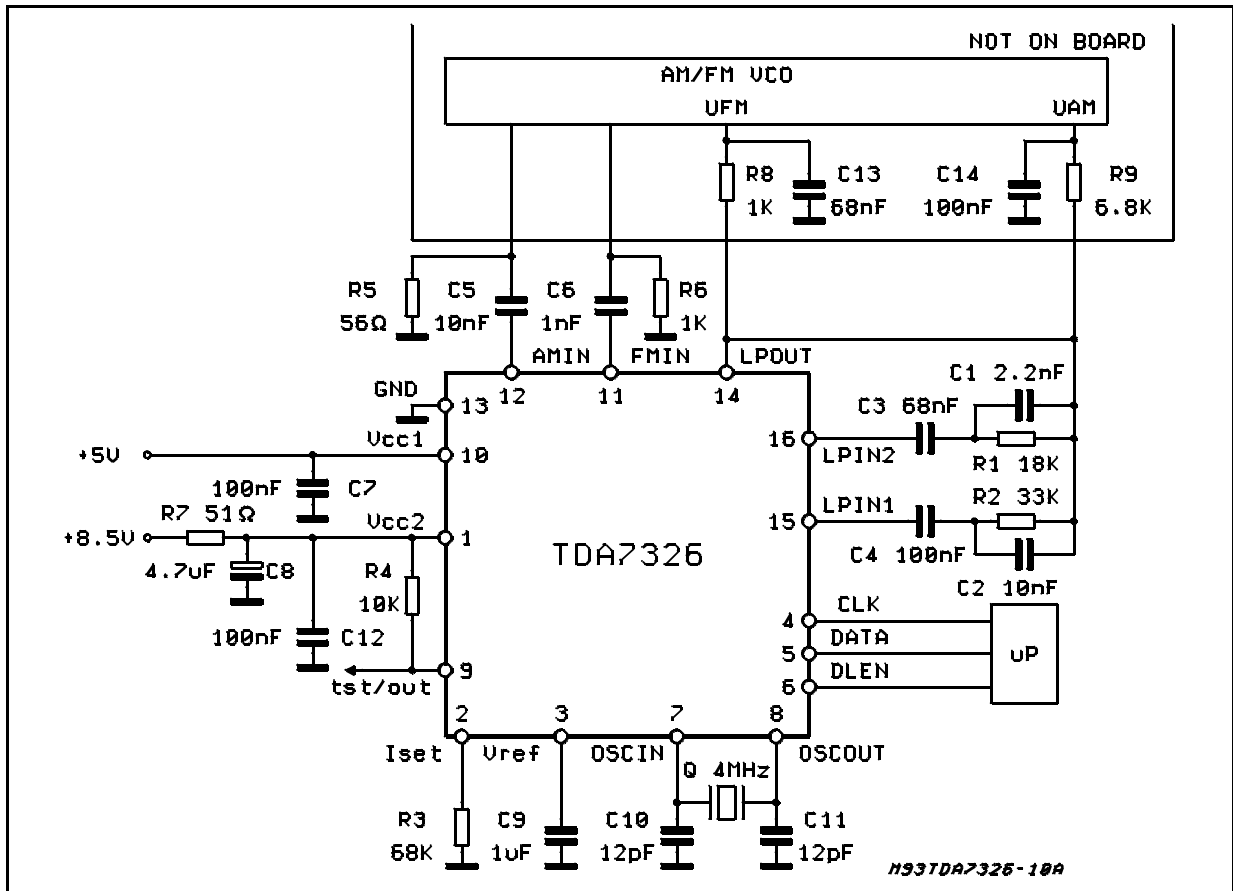 NOT ON BOARD
AM/FM VCO
VFM
VAM
R8
1K
C13
68nF
C14
100nF
R9
6.8K
R5
56Ω
C5
10nF
C6
1nF
R6
1K
AMIN
FMIN
LPOUT
12
11
14
GND
13
Vcc1
10
+5V
100nF
C7
R7 51Ω
Vcc2
1
+8.5V
4.7uF
C8
R4
10K
100nF
C12
9
tst/out
TDA7326
C1 2.2nF
C3 68nF
16
LPIN2
R1 18K
R2 33K
15
LPIN1
C4 100nF
C2 10nF
4
CLK
5
DATA
6
DLEN
uP
2
3
7
8
Iset
Vref
OSCIN
OSCOUT
Q 4MHz
R3
68K
C9
1uF
C10
12pF
C11
12pF
M93TDA7326-10A